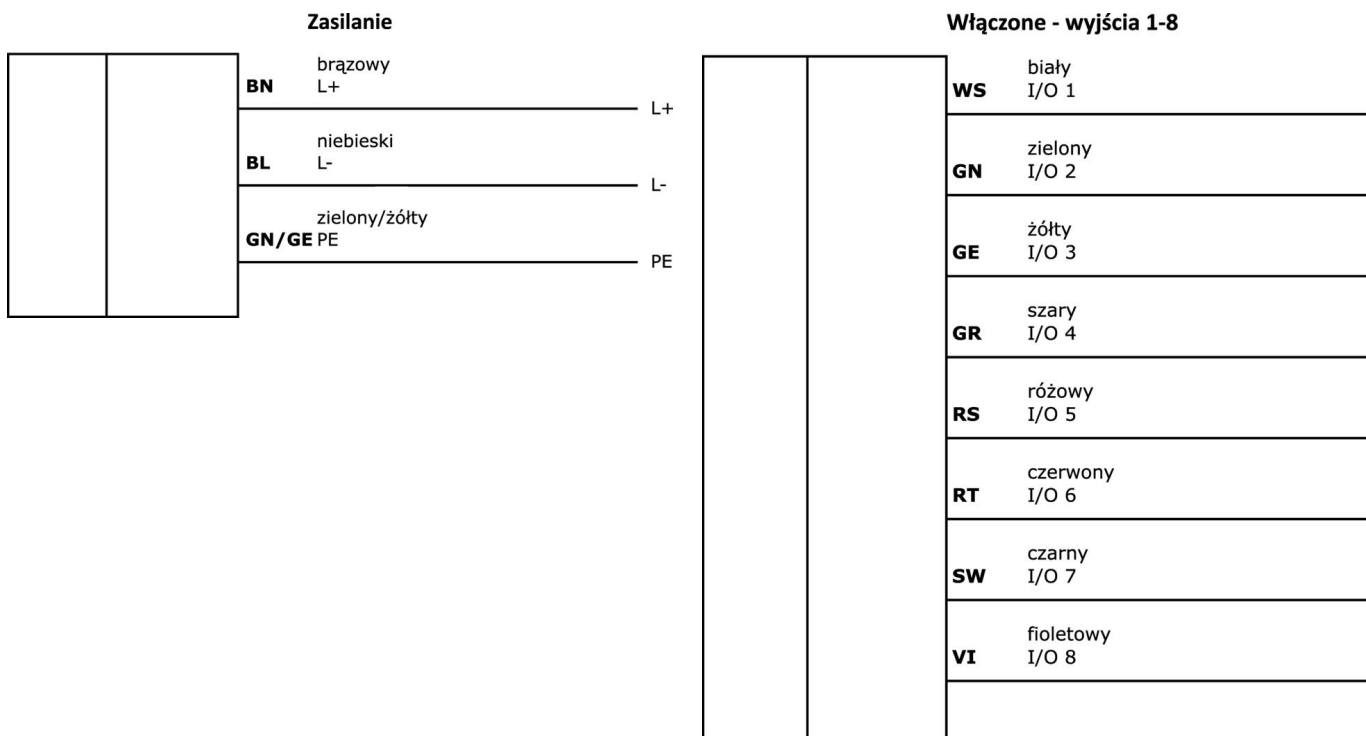 Zasilanie
brązowy
BN L+
L+
niebieski
BL L-
L-
zielony/żółty
GN/GE PE
PE
Włączone - wyjścia 1-8
biały
WS I/O 1
zielony
GN I/O 2
żółty
GE I/O 3
szary
GR I/O 4
różowy
RS I/O 5
czerwony
RT I/O 6
czarny
SW I/O 7
fioletowy
VI I/O 8